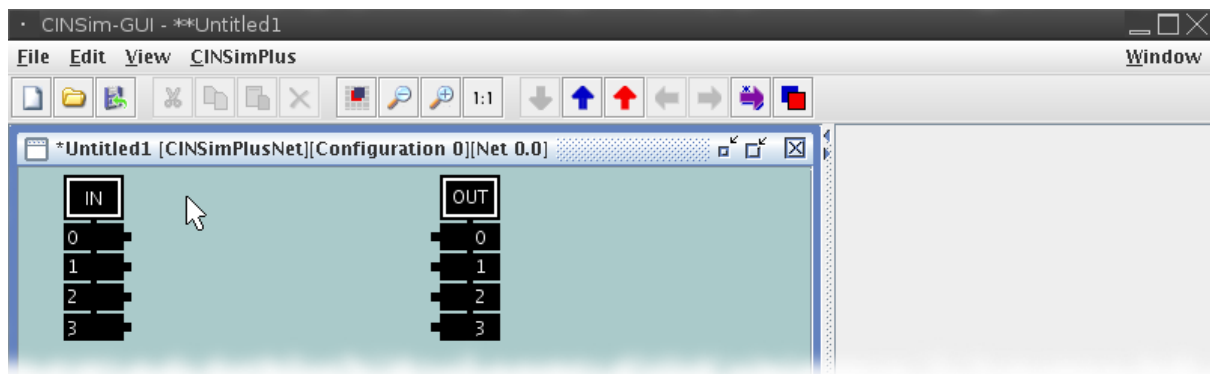 CINSim-GUI - **Untitled1
File Edit View CINSimPlus Window
1:1
*Untitled1 [CINSimPlusNet][Configuration 0][Net 0.0]
IN OUT
0 0
1 1
2 2
3 3